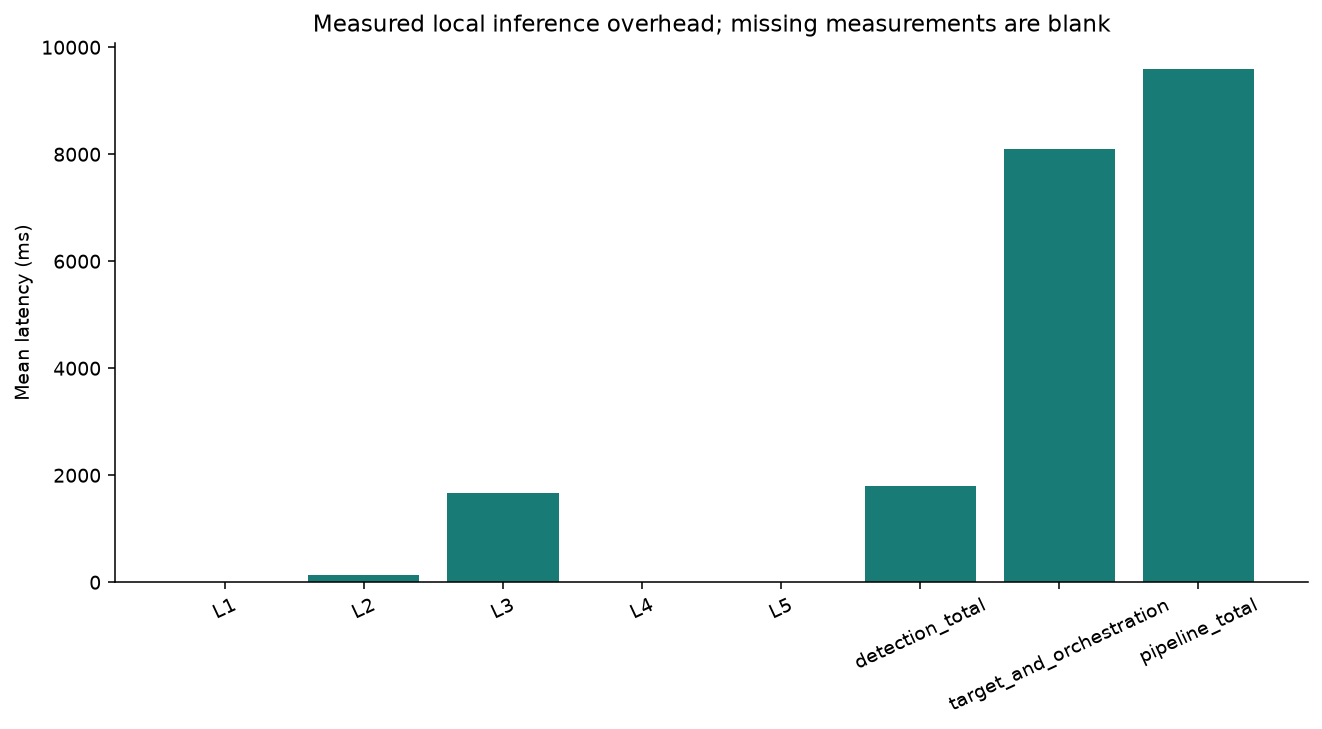 Measured local inference overhead; missing measurements are blank
Mean latency (ms)
10000
8000
6000
4000
2000
0
L1
L2
L3
L4
L5
detection_total
target_and_orchestration
pipeline_total